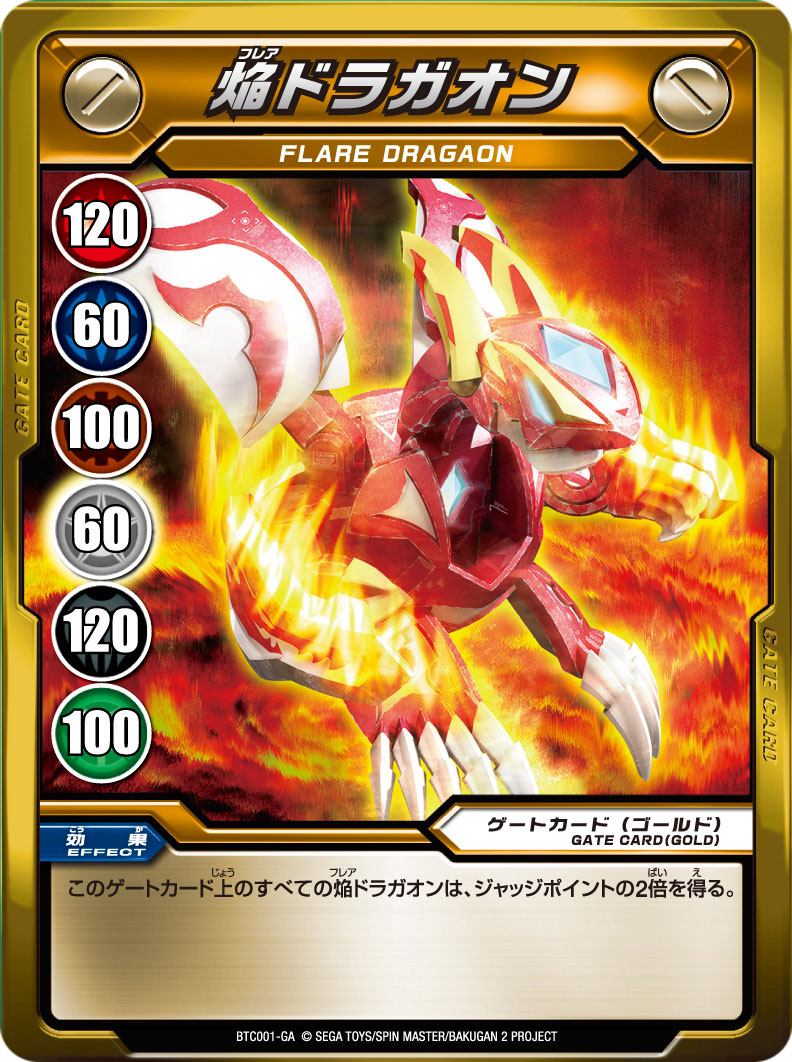 フレア
焔ドラガオン
FLARE DRAGAON
120
60
100
60
120
100
GATE CARD
GATE CARD
ゲートカード（ゴールド）
GATE CARD(GOLD)
こう か
効 果
EFFECT
じょう フレア ばい え
このゲートカード上のすべての焔ドラガオンは、ジャッジポイントの2倍を得る。
BTC001-GA © SEGA TOYS/SPIN MASTER/BAKUGAN 2 PROJECT